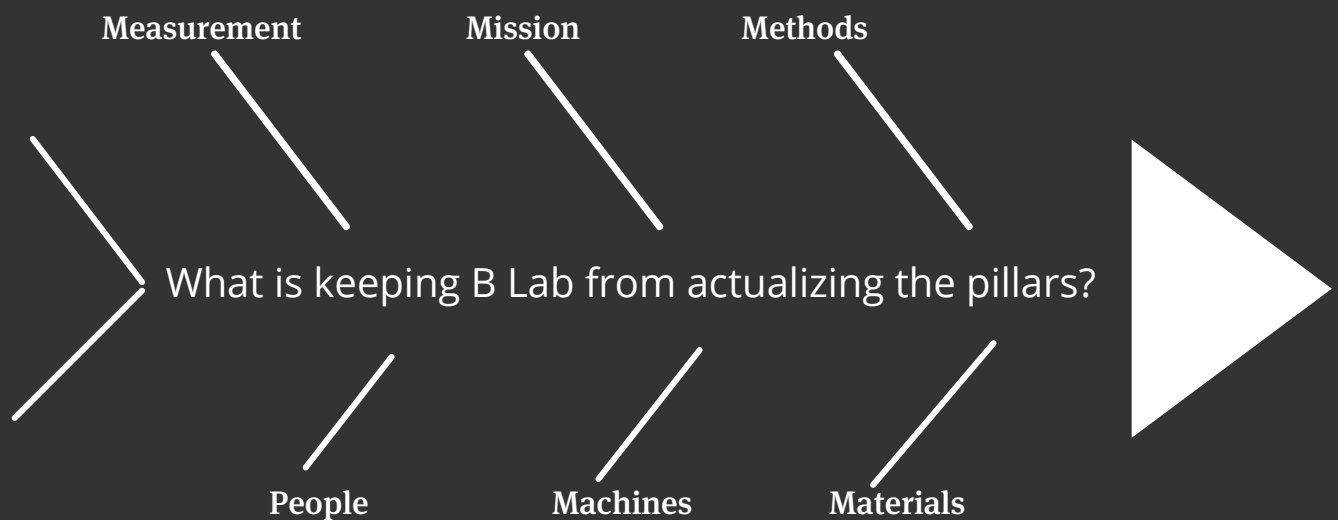 Measurement
Mission
Methods
What is keeping B Lab from actualizing the pillars?
People
Machines
Materials